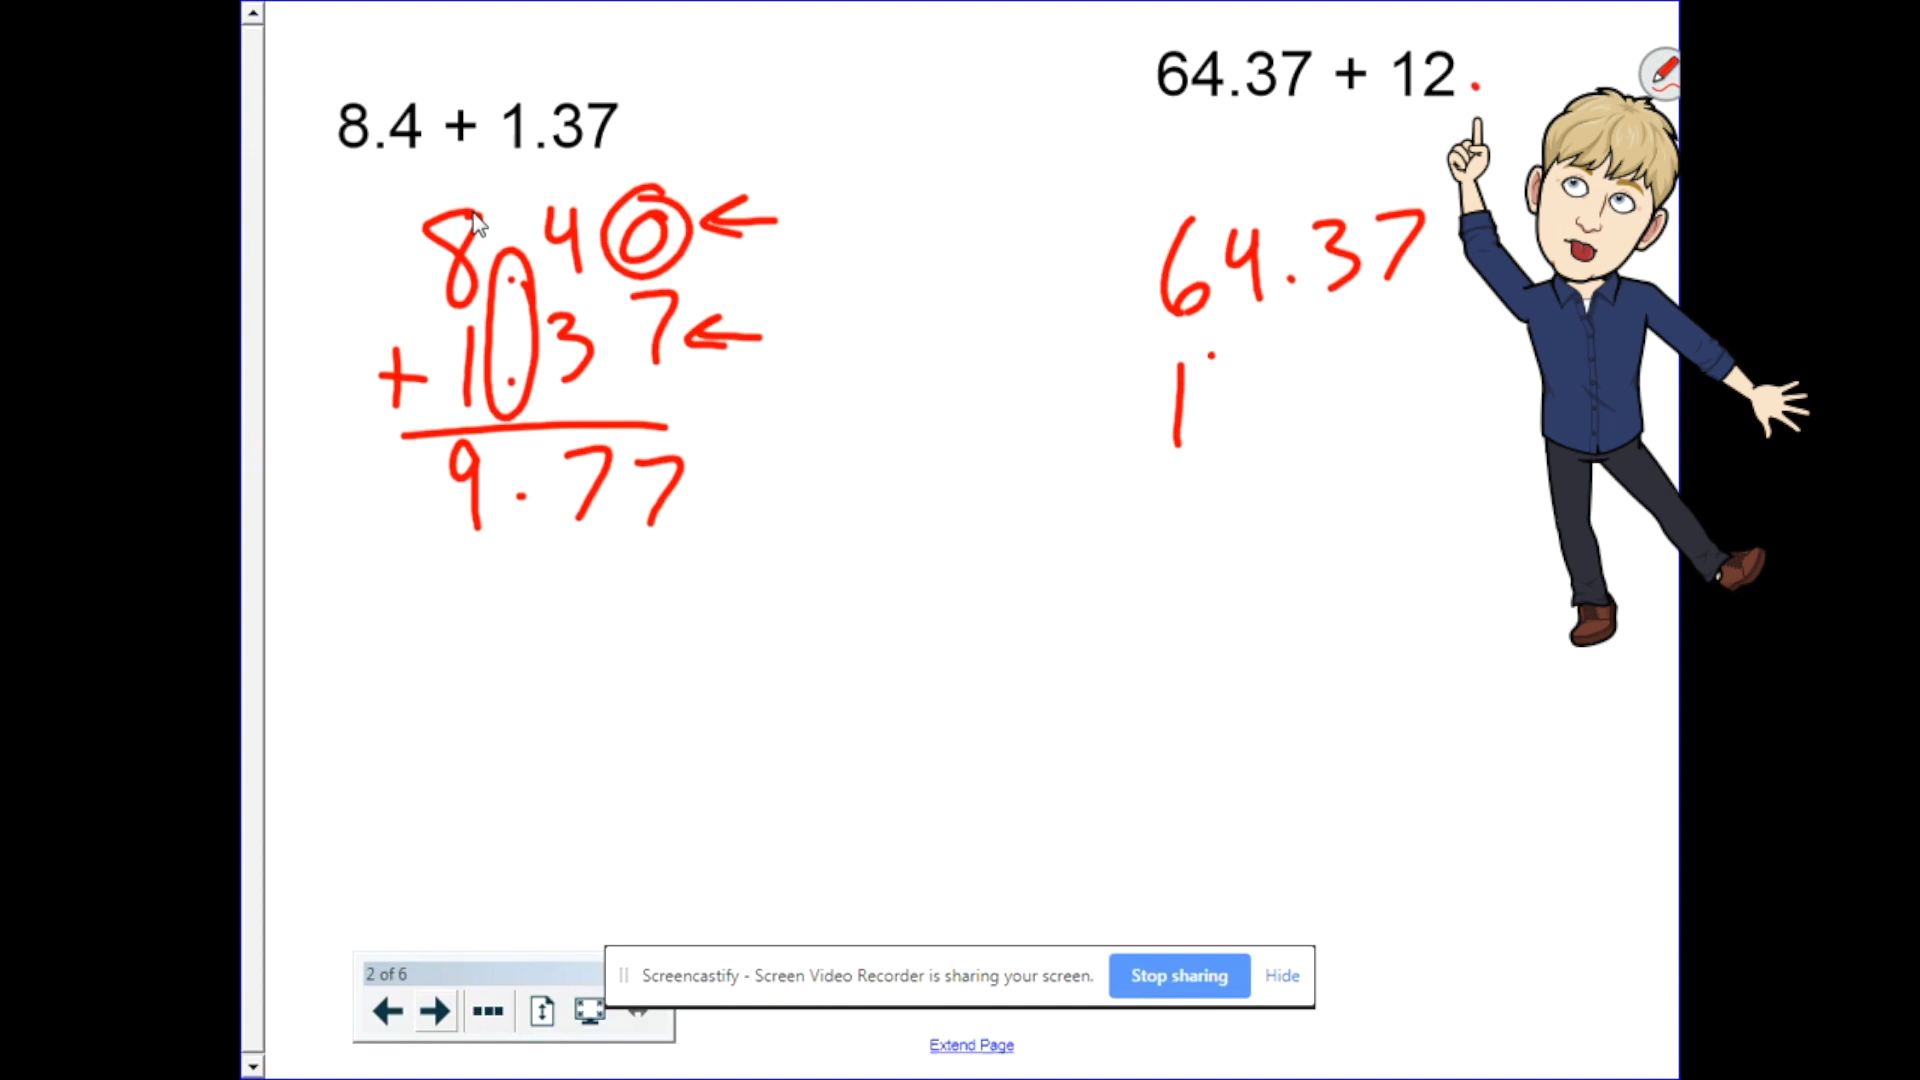 64.37 + 12.
8.4 + 1.37
8.40
+ 1.37
9.77
64.37
1
2 of 6
Screencastify - Screen Video Recorder is sharing your screen.
Stop sharing
Hide
Extend Page